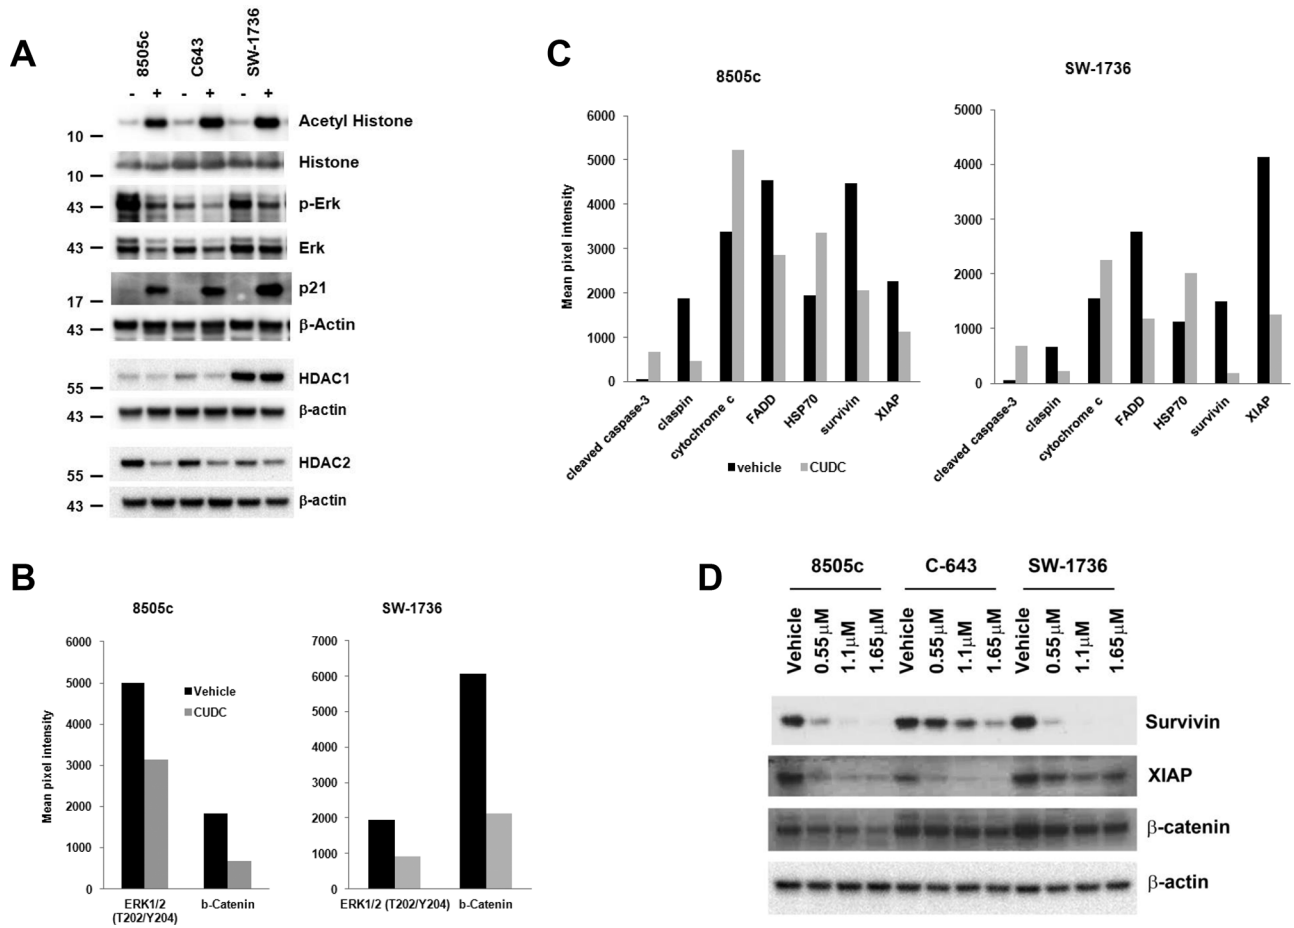 A
8505c
C643
SW-1736
- + - + - +
Acetyl Histone
10
Histone
10
p-Erk
43
Erk
43
p21
17
β-Actin
43
HDAC1
55
β-actin
43
HDAC2
55
β-actin
43
B
8505c
Mean pixel intensity
6000
5000
4000
3000
2000
1000
0
Vehicle
CUDC
ERK1/2
(T202/Y204)
b-Catenin
SW-1736
7000
6000
5000
4000
3000
2000
1000
0
ERK1/2 (T202/Y204)
b-Catenin
C
8505c
Mean pixel intensity
6000
5000
4000
3000
2000
1000
0
cleaved caspase-3
claspin
cytochrome c
FADD
HSP70
survivin
XIAP
vehicle
CUDC
SW-1736
5000
4000
3000
2000
1000
0
cleaved caspase-3
claspin
cytochrome c
FADD
HSP70
survivin
XIAP
D
8505c
C-643
SW-1736
Vehicle
0.55μM
1.1μM
1.65μM
Vehicle
0.55μM
1.1μM
1.65μM
Vehicle
0.55μM
1.1μM
1.65μM
Survivin
XIAP
β-catenin
β-actin